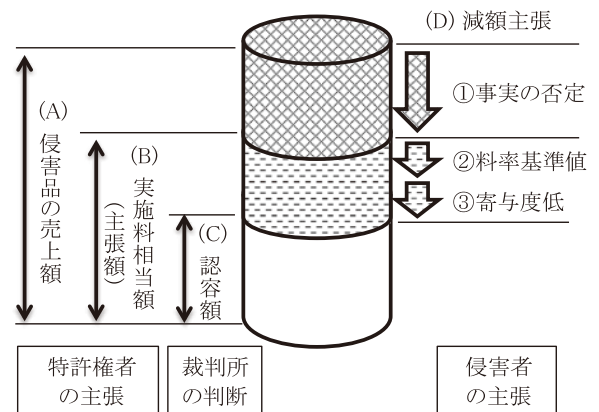 (D) 減額主張
①事実の否定
(A)
侵害品の売上額
(B)
実施料相当額
(主張額)
②料率基準値
③寄与度低
(C)
認容額
特許権者
の主張
裁判所
の判断
侵害者
の主張